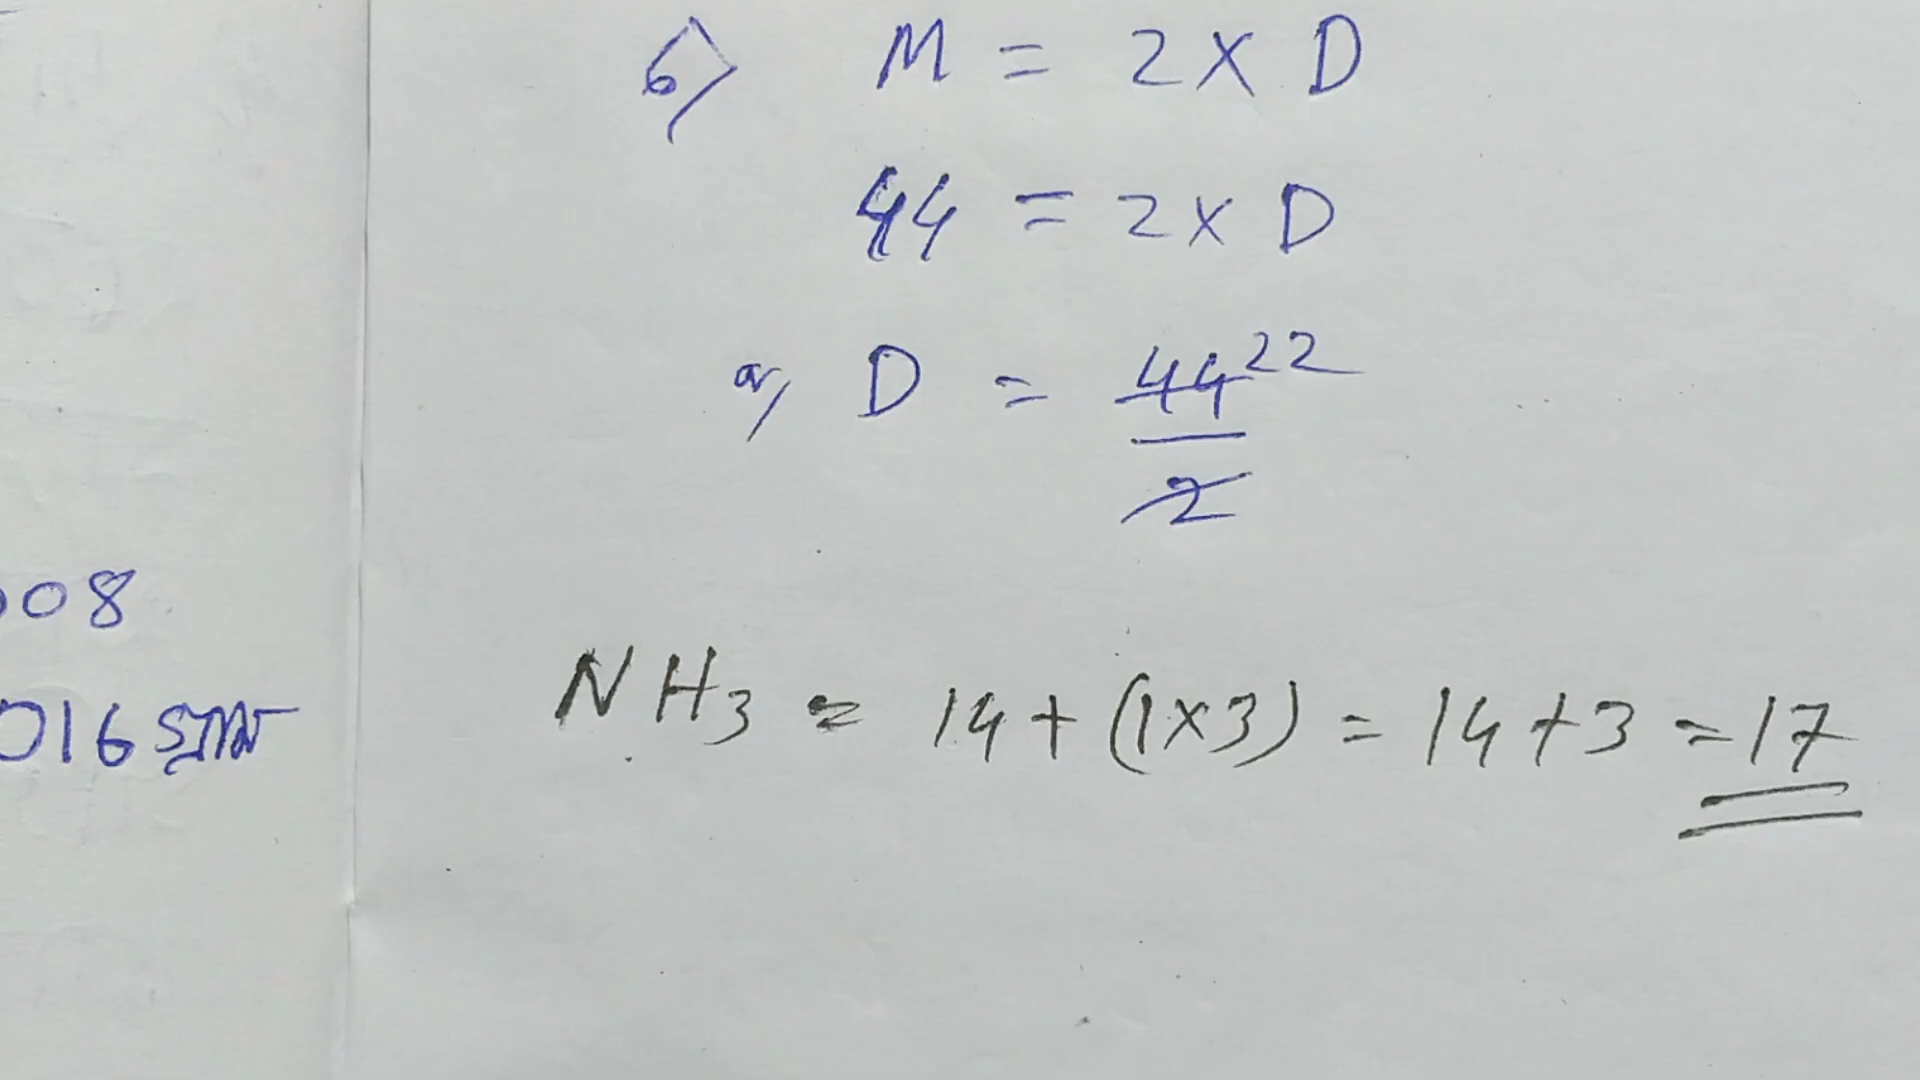 6) M = 2 X D
44 = 2 X D
or, D = 44 22
2
08
016 গ্রাম
NH3 = 14 + (1x3) = 14 + 3 = 17